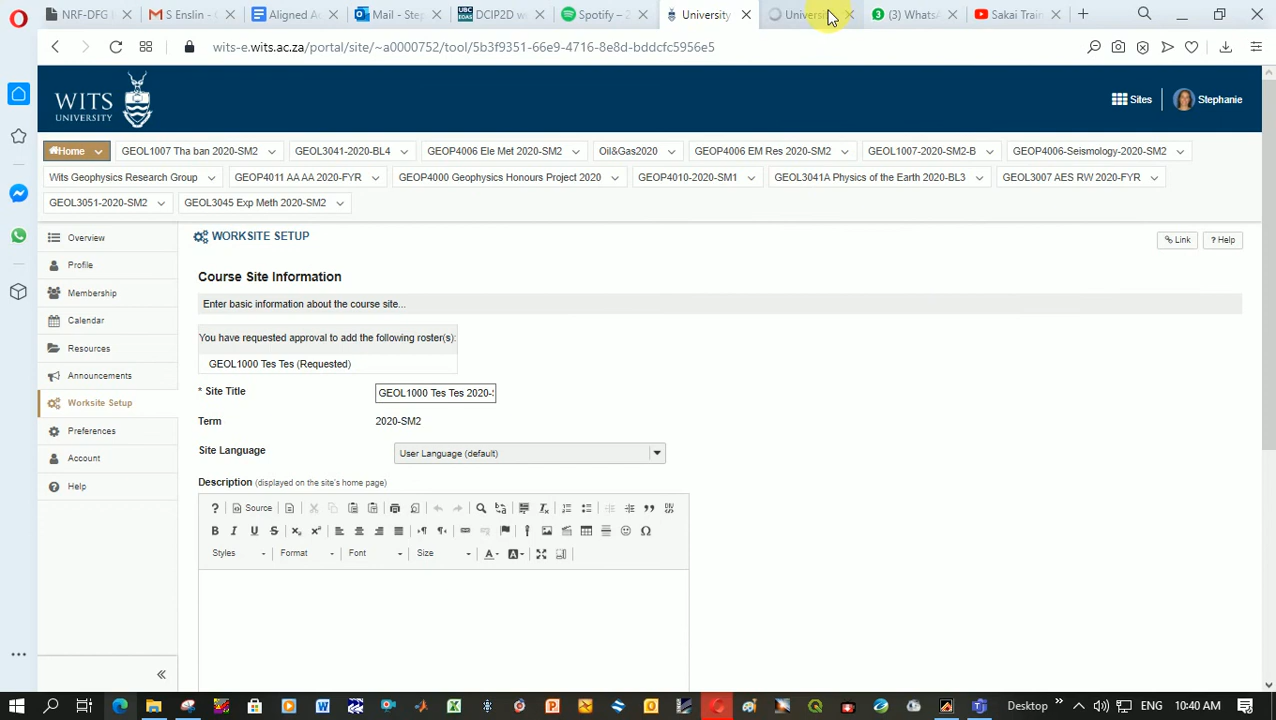 NRF-DFG
S Enslin
Aligned A
Mail - Ste
DCIP2D w
Spotify – 2
University
Universi
(3) WhatsA
Sakai Train
wits-e.wits.ac.za/portal/site/~a0000752/tool/5b3f9351-66e9-4716-8e8d-bddcfc5956e5
WITS
UNIVERSITY
Sites
Stephanie
Home
GEOL1007 Tha ban 2020-SM2
GEOL3041-2020-BL4
GEOP4006 Ele Met 2020-SM2
Oil&Gas2020
GEOP4006 EM Res 2020-SM2
GEOL1007-2020-SM2-B
GEOP4006-Seismology-2020-SM2
Wits Geophysics Research Group
GEOP4011 AA AA 2020-FYR
GEOP4000 Geophysics Honours Project 2020
GEOP4010-2020-SM1
GEOL3041A Physics of the Earth 2020-BL3
GEOL3007 AES RW 2020-FYR
GEOL3051-2020-SM2
GEOL3045 Exp Meth 2020-SM2
Overview
Profile
Membership
Calendar
Resources
Announcements
Worksite Setup
Preferences
Account
Help
WORKSITE SETUP
Link
? Help
Course Site Information
Enter basic information about the course site...
You have requested approval to add the following roster(s):
GEOL1000 Tes Tes (Requested)
* Site Title
GEOL1000 Tes Tes 2020-S
Term
2020-SM2
Site Language
User Language (default)
Description (displayed on the site's home page)
Source
Styles
Format
Font
Size
Desktop
ENG
10:40 AM